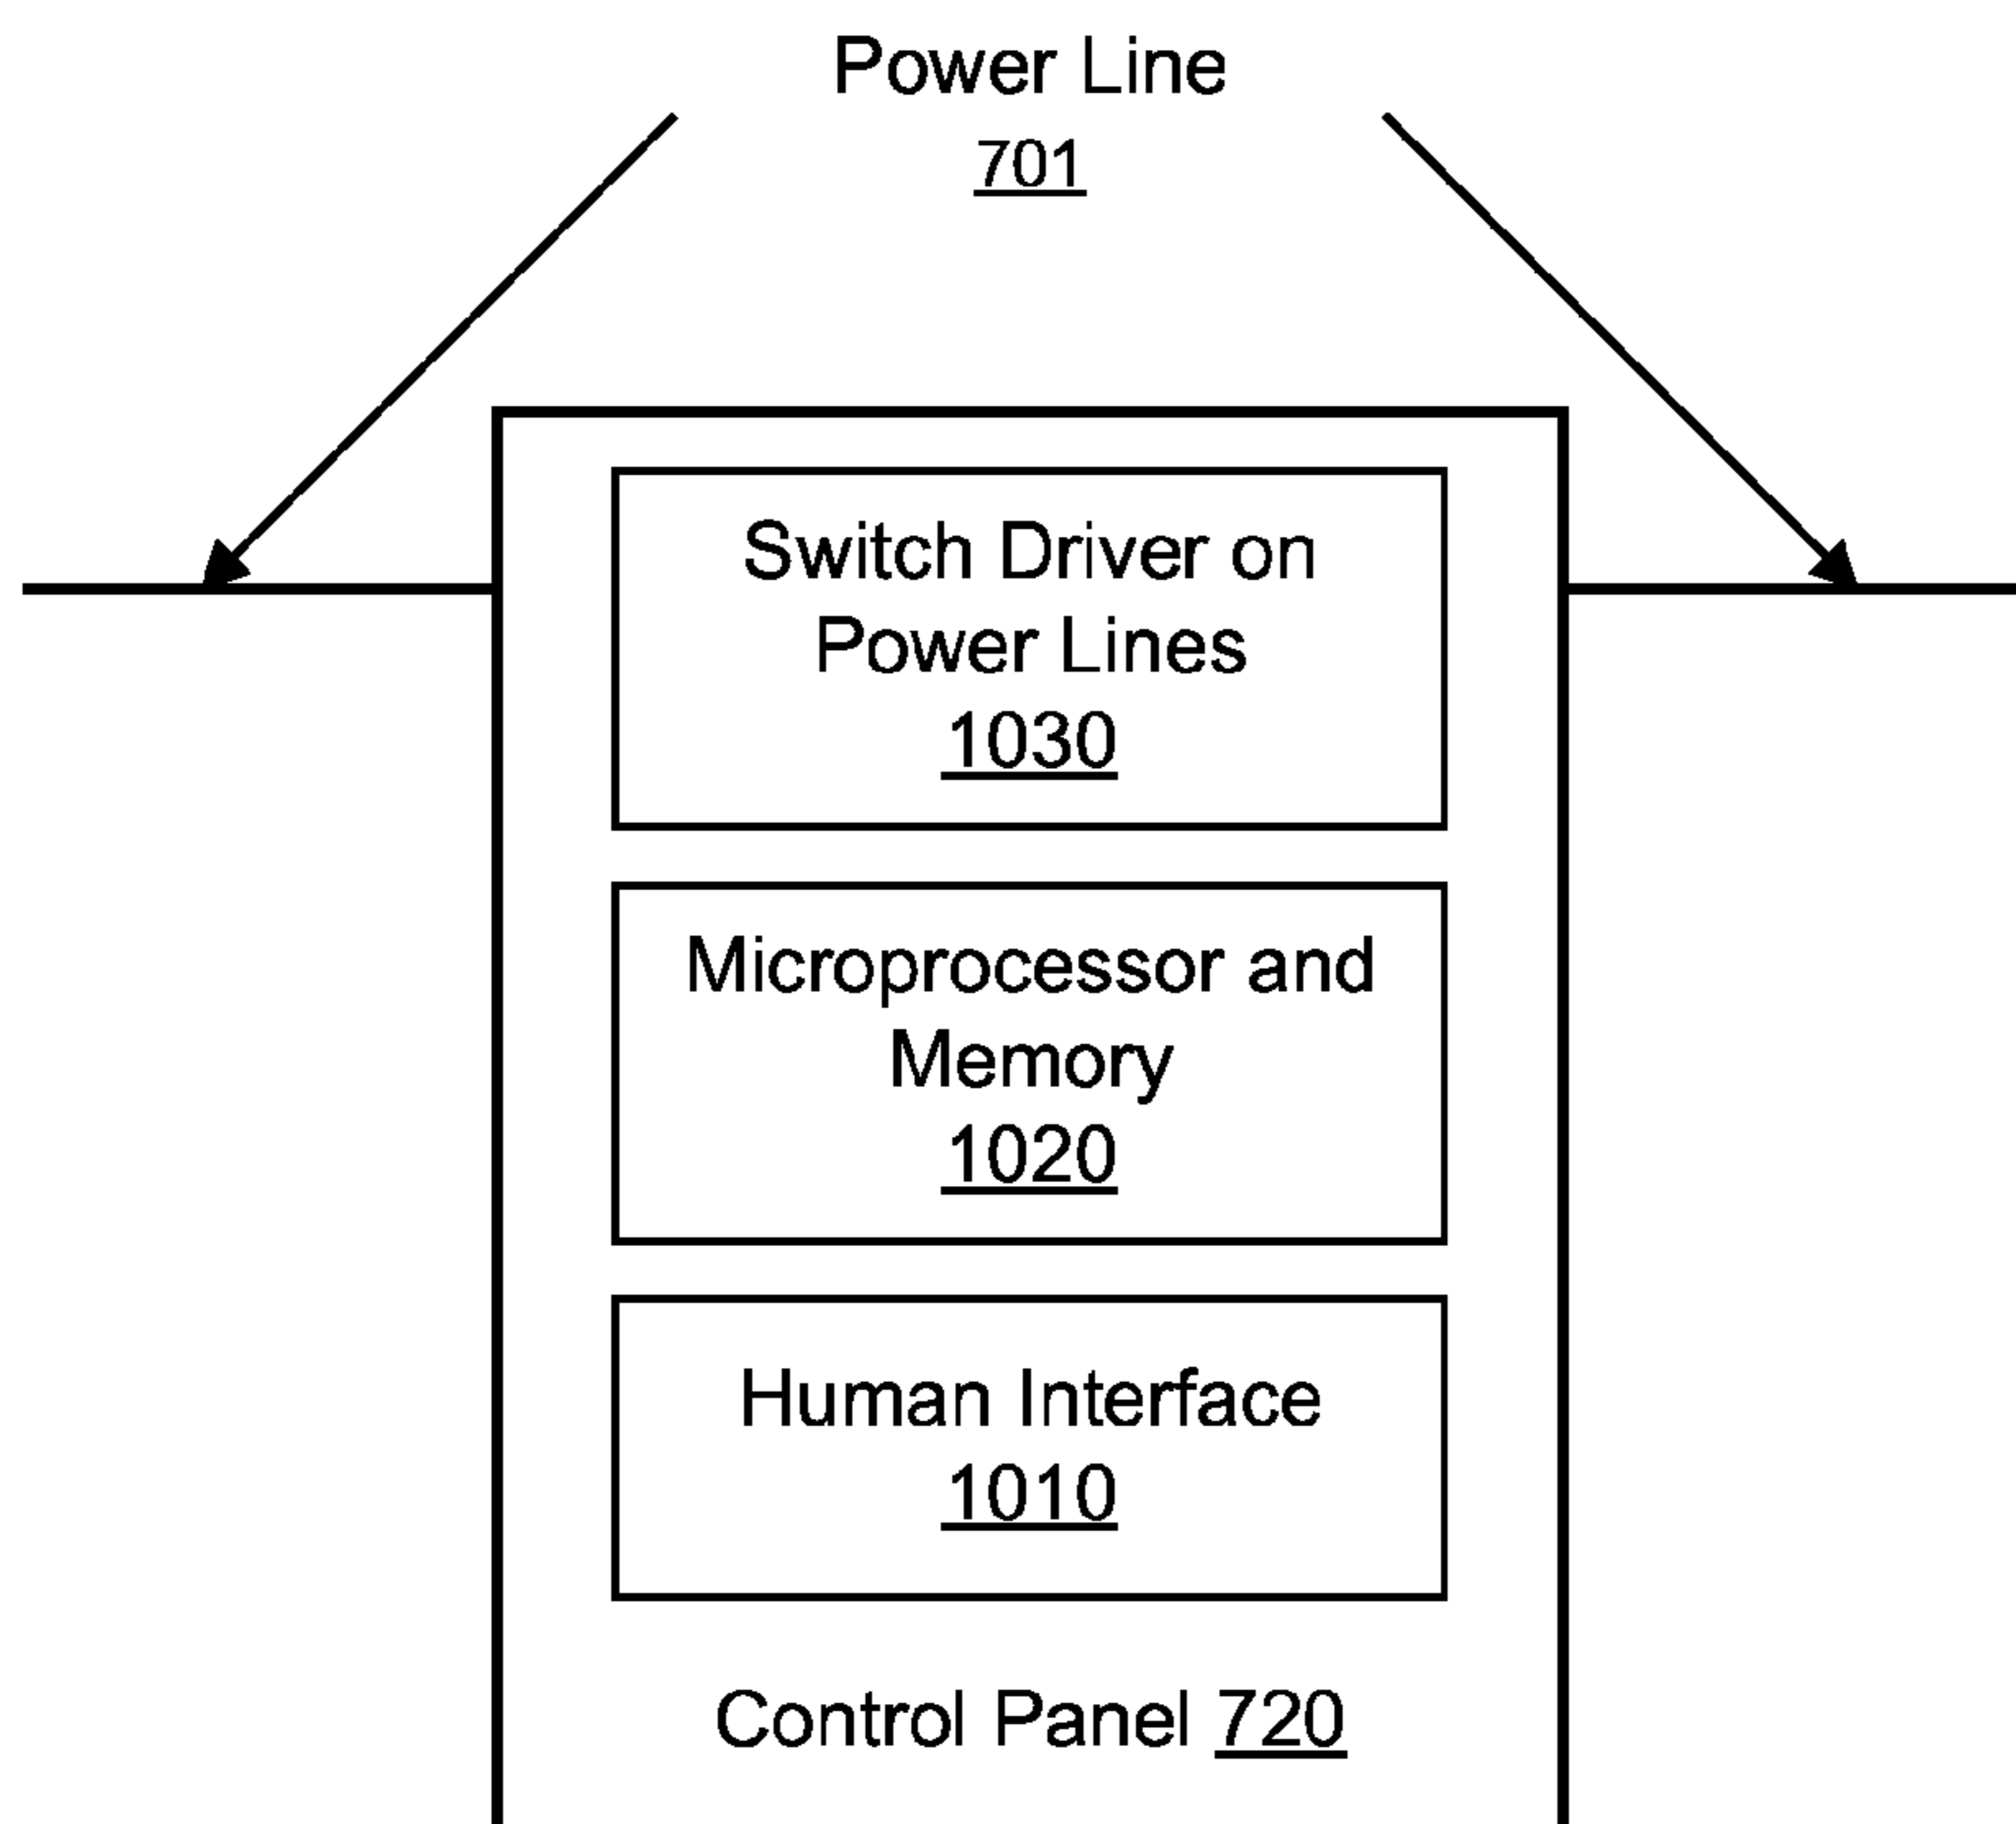 Power Line
701
Switch Driver on
Power Lines
1030
Microprocessor and
Memory
1020
Human Interface
1010
Control Panel 720